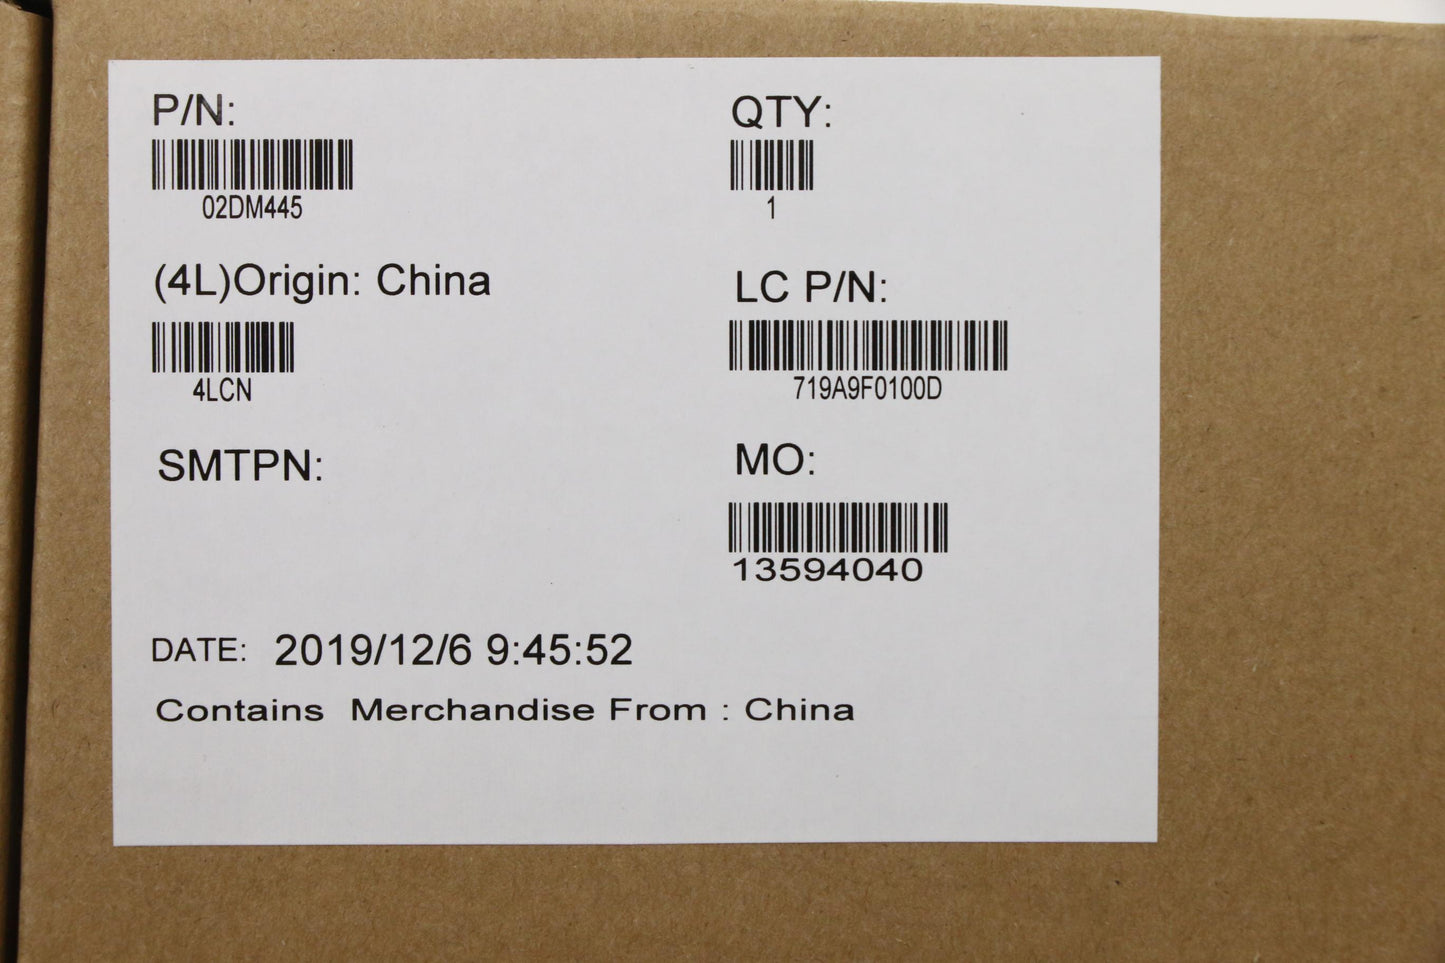 P/N:
02DM445
QTY:
1
(4L)Origin: China
4LCN
LC P/N:
719A9F0100D
SMTPN:
MO:
13594040
DATE: 2019/12/6 9:45:52
Contains Merchandise From : China